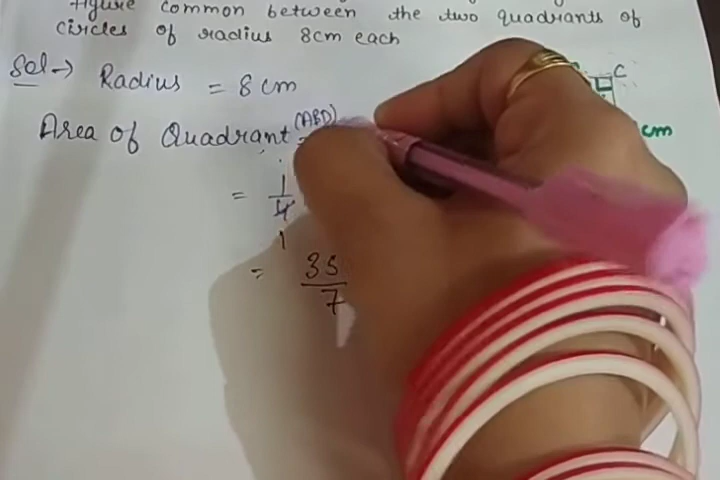 figure common between the two quadrants of
circles of radius 8cm each
Sol → Radius = 8 cm
C
Area of Quadrant (ABD) =
cm
= 1/4
1
= 35 / 7